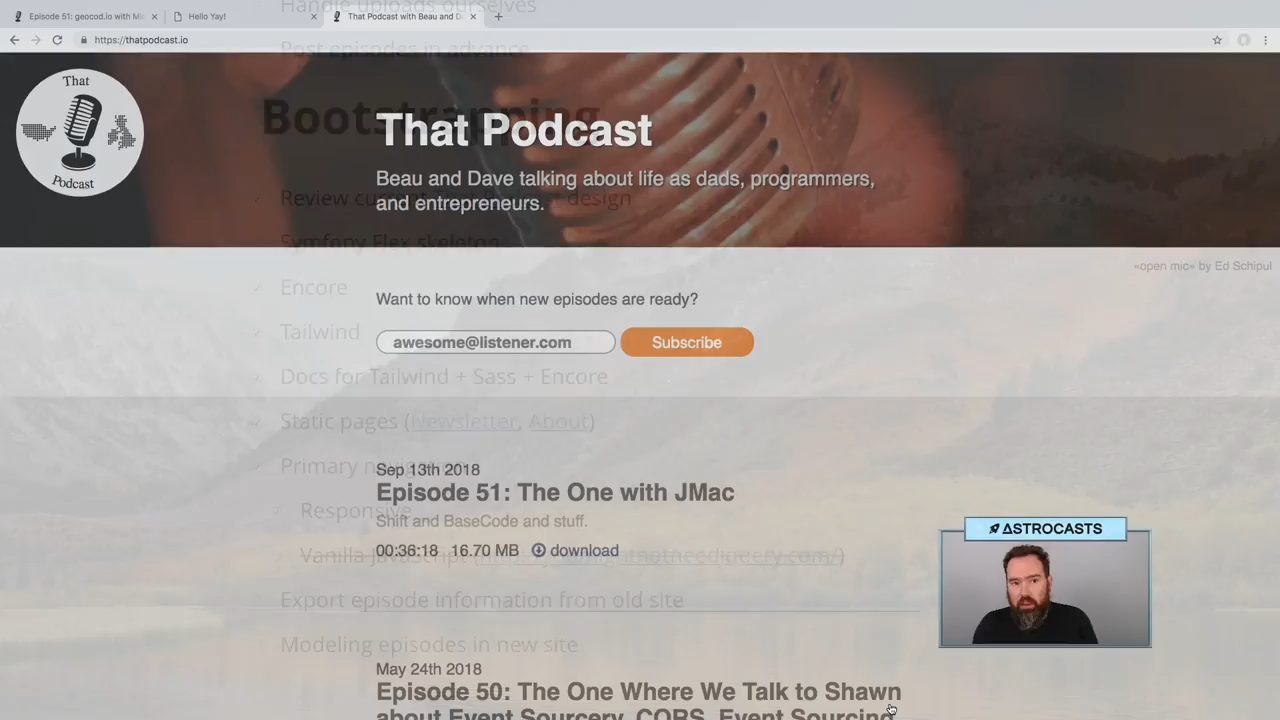 Handle uploads ourselves
Episode 51: geocod.io with Mi
Hello Yay!
That Podcast with Beau and D
Post episodes in advance
https://thatpodcast.io
That
Podcast
Bootstrapping
That Podcast
Beau and Dave talking about life as dads, programmers,
and entrepreneurs.
Review current design
Symfony Flex skeleton
«open mic» by Ed Schipul
Encore
Want to know when new episodes are ready?
Tailwind
awesome@listener.com
Subscribe
Docs for Tailwind + Sass + Encore
Static pages (Newsletter, About)
Primary
Sep 13th 2018
Episode 51: The One with JMac
Responsive
Shift and BaseCode and stuff.
Vanilla JavaScript
00:36:18 16.70 MB download
ASTROCASTS
Export episode information from old site
Modeling episodes in new site
May 24th 2018
Episode 50: The One Where We Talk to Shawn
about Event Sourcery, CORS, Event Sourcing